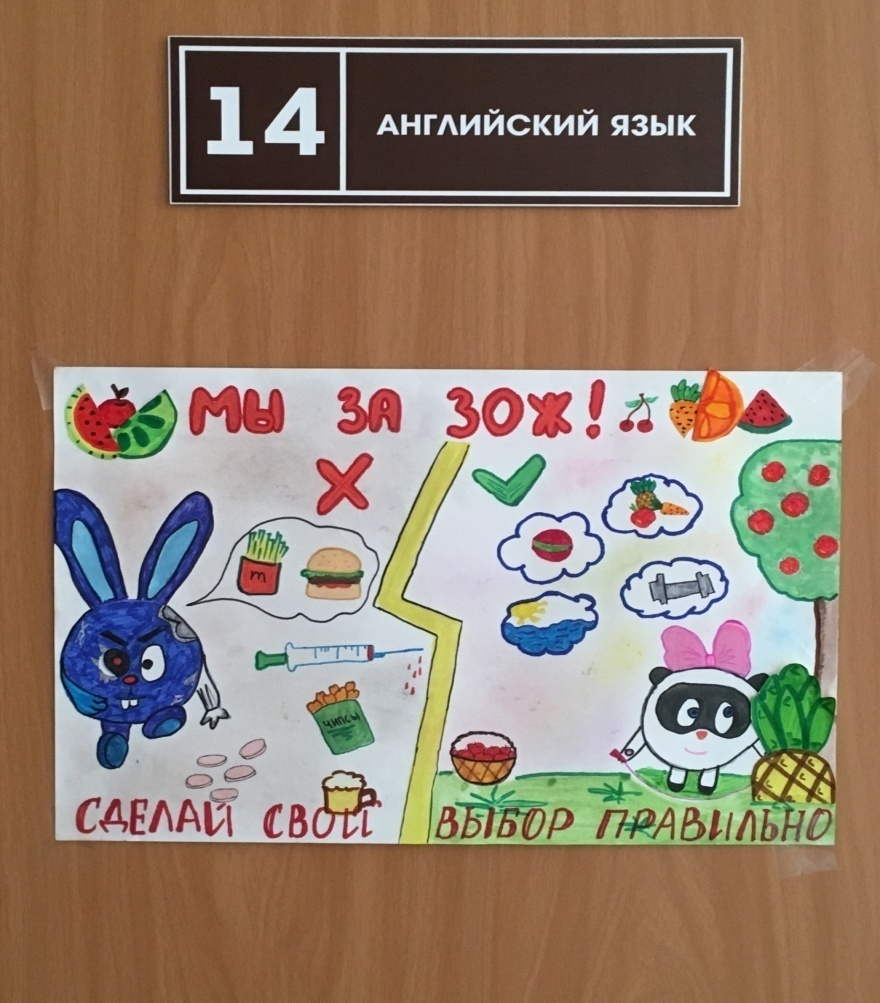 14 АНГЛИЙСКИЙ ЯЗЫК
МЫ ЗА ЗОЖ!
m
ЧИПСЫ
СДЕЛАЙ СВОЙ ВЫБОР ПРАВИЛЬНО